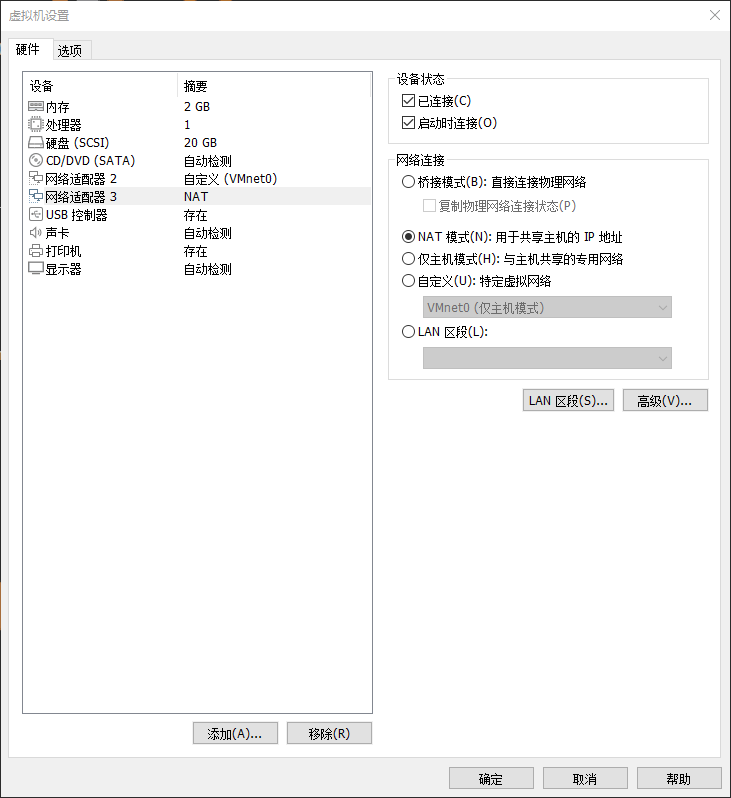 虚拟机设置
硬件 选项
设备 摘要
内存 2 GB
处理器 1
硬盘 (SCSI) 20 GB
CD/DVD (SATA) 自动检测
网络适配器 2 自定义 (VMnet0)
网络适配器 3 NAT
USB 控制器 存在
声卡 自动检测
打印机 存在
显示器 自动检测
添加(A)... 移除(R)
设备状态
已连接(C)
启动时连接(O)
网络连接
桥接模式(B): 直接连接物理网络
复制物理网络连接状态(P)
NAT 模式(N): 用于共享主机的 IP 地址
仅主机模式(H): 与主机共享的专用网络
自定义(U): 特定虚拟网络
VMnet0 (仅主机模式)
LAN 区段(L):
LAN 区段(S)... 高级(V)...
确定 取消 帮助